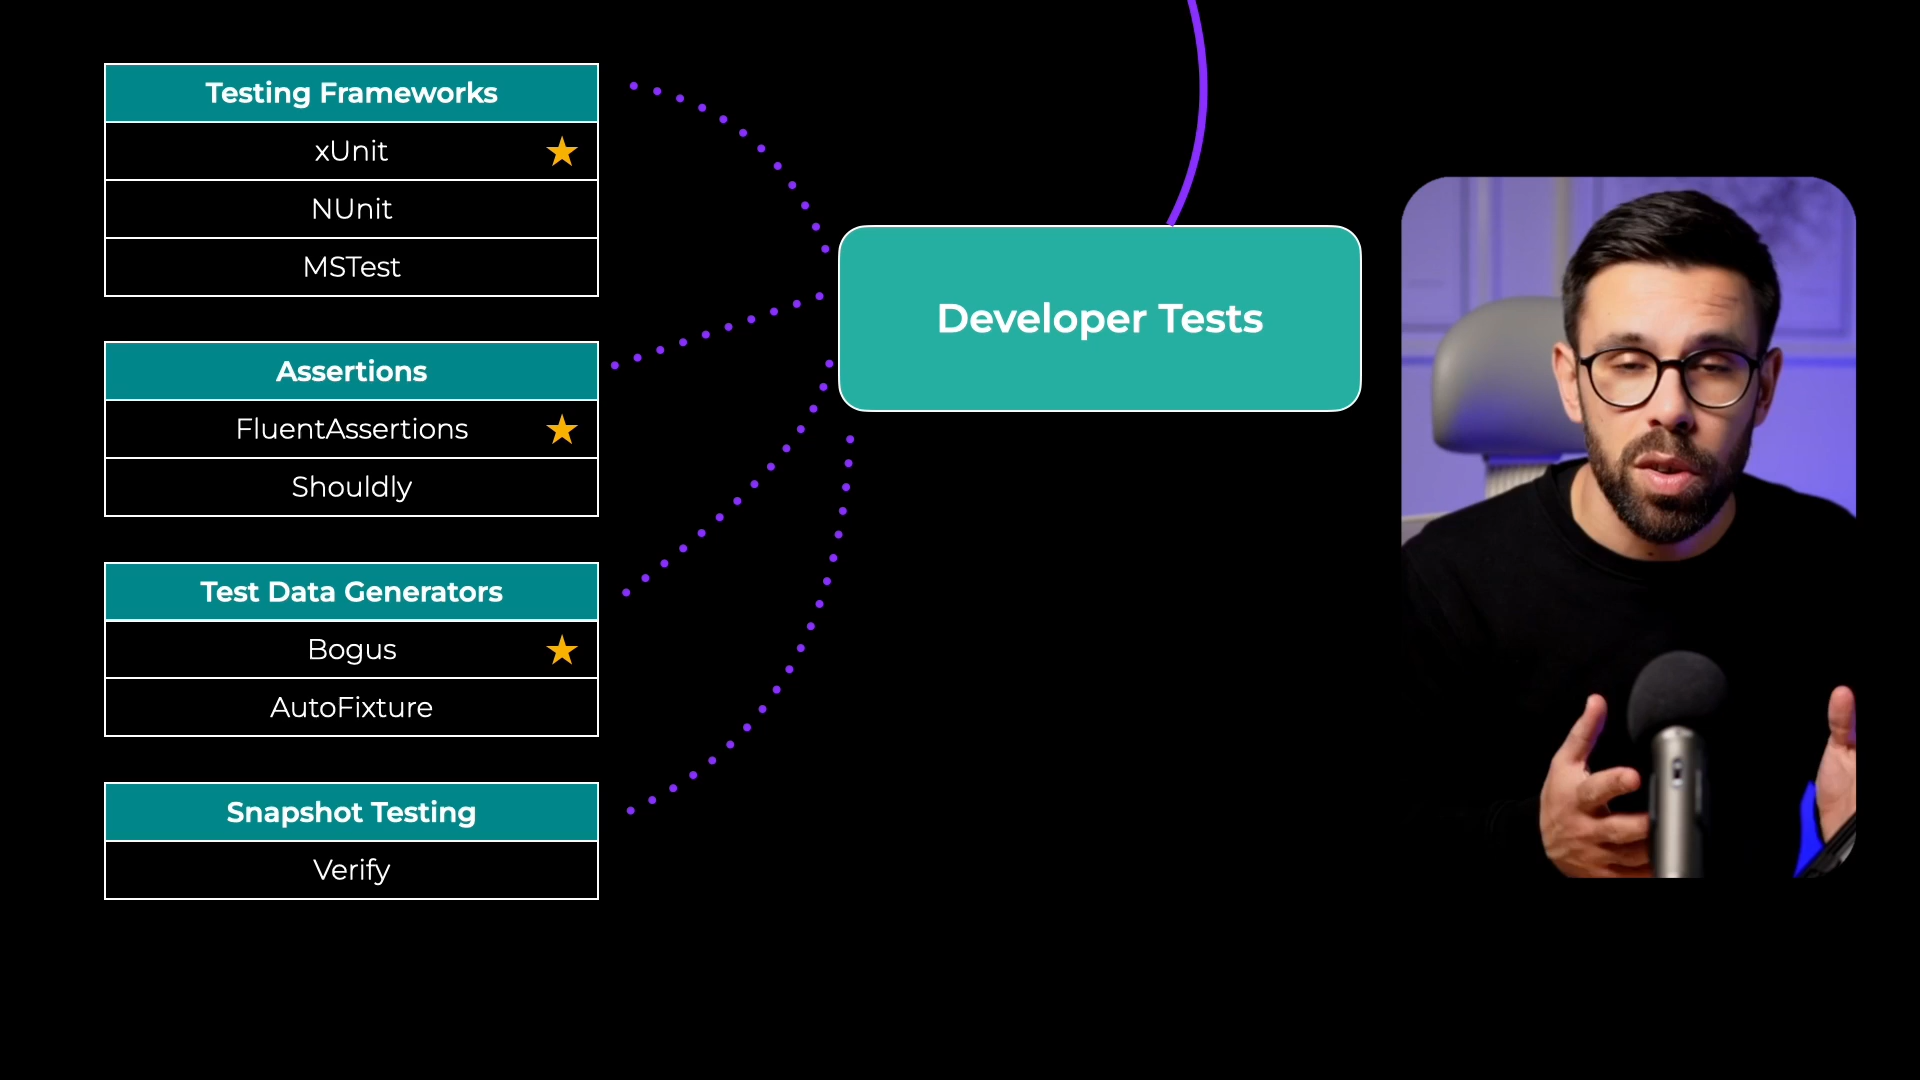 Testing Frameworks
xUnit
NUnit
MSTest
Assertions
FluentAssertions
Shouldly
Test Data Generators
Bogus
AutoFixture
Snapshot Testing
Verify
Developer Tests